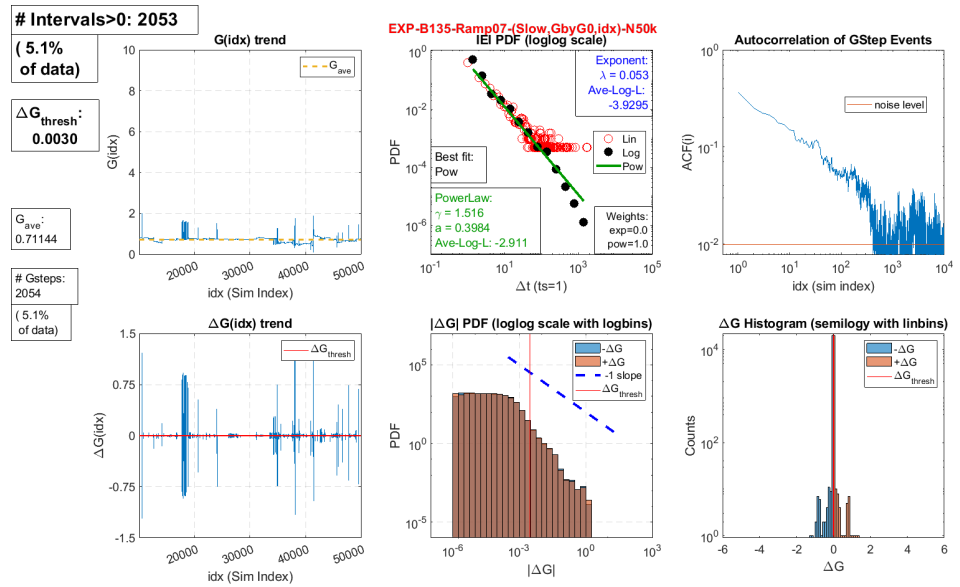 # Intervals>0: 2053
( 5.1%
of data)
ΔG_thresh:
0.0030
G_ave:
0.71144
# Gsteps:
2054
( 5.1%
of data)
EXP-B135-Ramp07-(Slow,GbyG0,idx)-N50k
G(idx) trend
G_ave
10
8
6
4
2
0
G(idx)
20000
30000
40000
50000
idx (Sim Index)
IEI PDF (loglog scale)
Exponent:
λ = 0.053
Ave-Log-L:
-3.9295
Lin
Log
Pow
Best fit:
Pow
PowerLaw:
γ = 1.516
a = 0.3984
Ave-Log-L: -2.911
Weights:
exp=0.0
pow=1.0
10^0
10^-2
10^-4
10^-6
PDF
10^-1
10^1
10^3
10^5
Δt (ts=1)
Autocorrelation of GStep Events
noise level
10^0
10^-1
10^-2
ACF(i)
10^0
10^1
10^2
10^3
10^4
idx (sim index)
ΔG(idx) trend
ΔG_thresh
1.5
0.75
0
-0.75
-1.5
ΔG(idx)
20000
30000
40000
50000
idx (Sim Index)
|ΔG| PDF (loglog scale with logbins)
-ΔG
+ΔG
-1 slope
ΔG_thresh
10^5
10^0
10^-5
PDF
10^-6
10^-3
10^0
10^3
|ΔG|
ΔG Histogram (semilogy with linbins)
-ΔG
+ΔG
ΔG_thresh
10^4
10^2
10^0
Counts
-6
-4
-2
0
2
4
6
ΔG